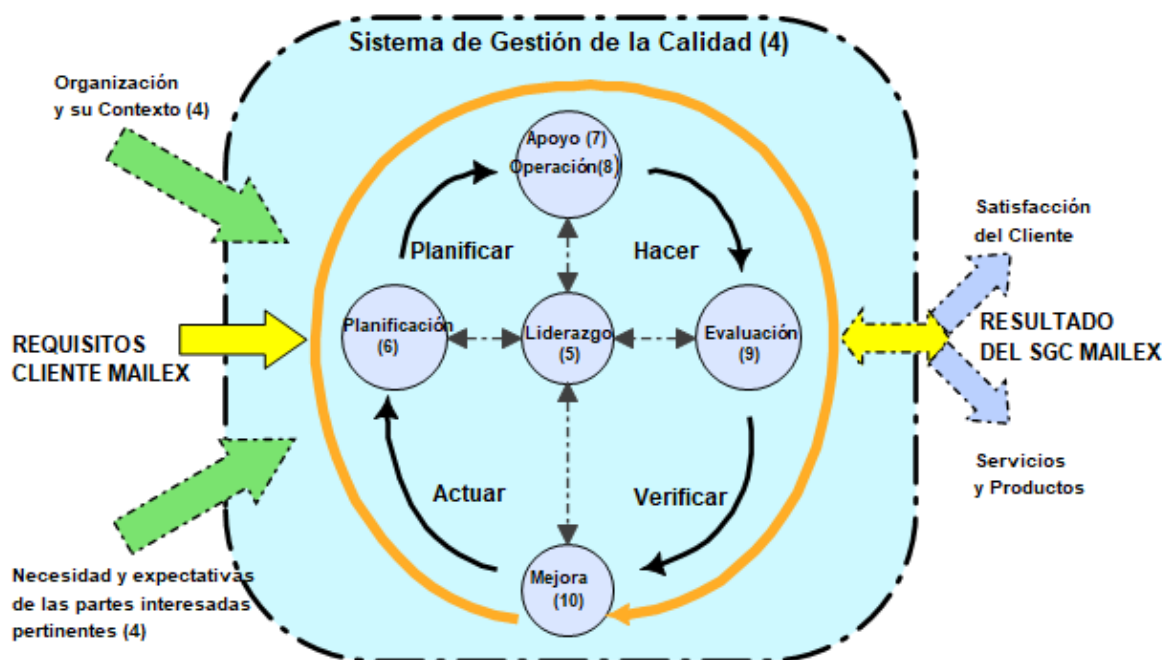 Sistema de Gestión de la Calidad (4)
Organización
y su Contexto (4)
Apoyo (7)
Operación(8)
Planificar
Hacer
Satisfacción
del Cliente
REQUISITOS
CLIENTE MAILEX
Planificación
(6)
Liderazgo
(5)
Evaluación
(9)
RESULTADO
DEL SGC MAILEX
Actuar
Verificar
Servicios
y Productos
Necesidad y expectativas
de las partes interesadas
pertinentes (4)
Mejora
(10)